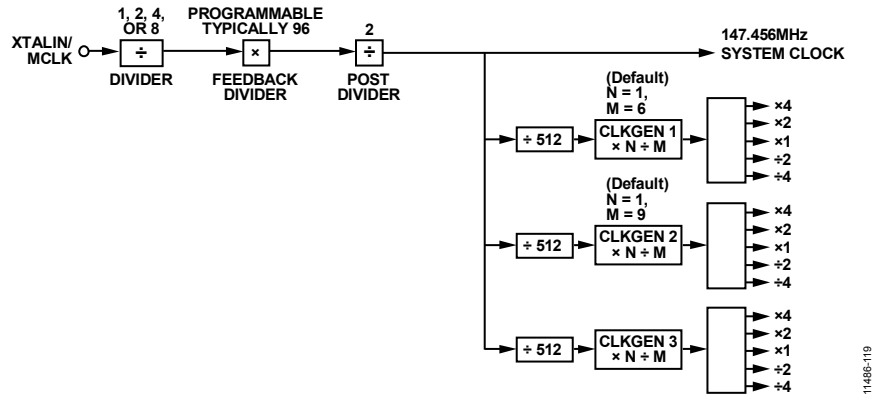 1, 2, 4,
OR 8
PROGRAMMABLE
TYPICALLY 96
2
XTALIN/
MCLK
÷
×
÷
147.456MHz
SYSTEM CLOCK
DIVIDER
FEEDBACK
DIVIDER
POST
DIVIDER
(Default)
N = 1,
M = 6
÷ 512
CLKGEN 1
× N ÷ M
×4
×2
×1
÷2
÷4
(Default)
N = 1,
M = 9
÷ 512
CLKGEN 2
× N ÷ M
×4
×2
×1
÷2
÷4
÷ 512
CLKGEN 3
× N ÷ M
×4
×2
×1
÷2
÷4
11486-119